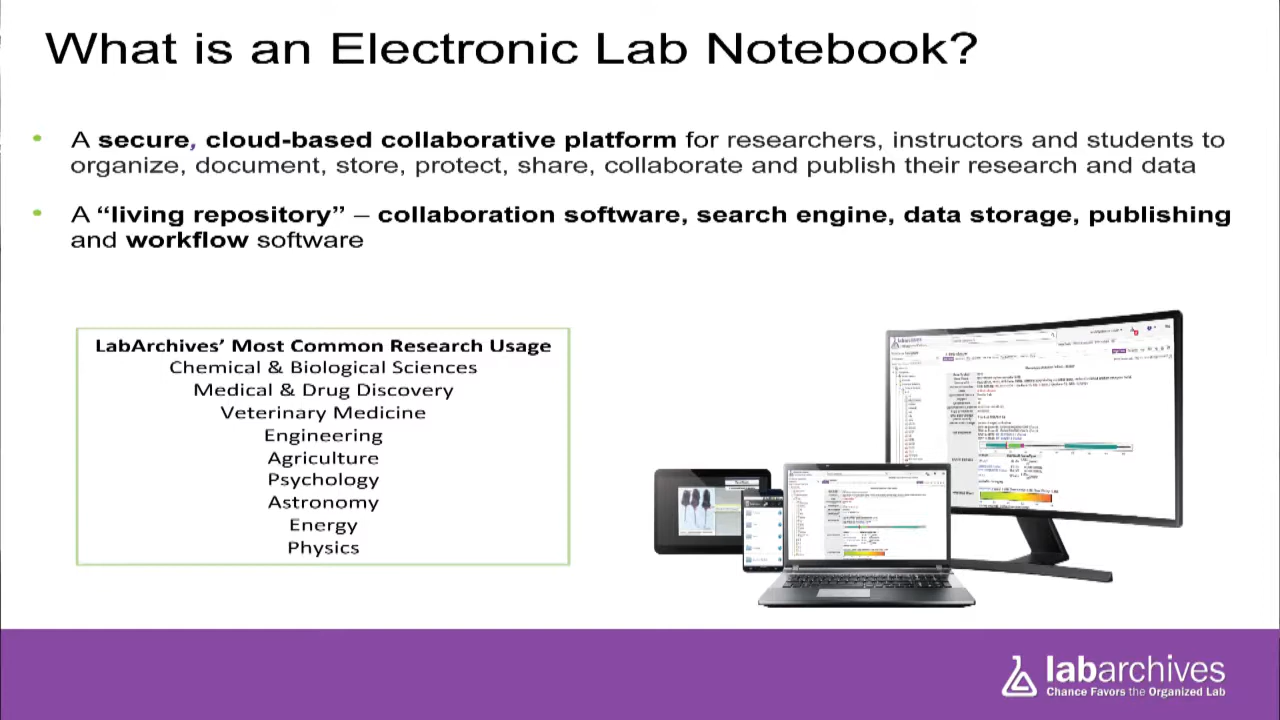 What is an Electronic Lab Notebook?
• A secure, cloud-based collaborative platform for researchers, instructors and students to
organize, document, store, protect, share, collaborate and publish their research and data
• A “living repository” – collaboration software, search engine, data storage, publishing
and workflow software
LabArchives’ Most Common Research Usage
Chemical & Biological Sciences
Medical & Drug Discovery
Veterinary Medicine
Engineering
Agriculture
Psychology
Astronomy
Energy
Physics
labarchives
labarchives
Chance Favors the Organized Lab